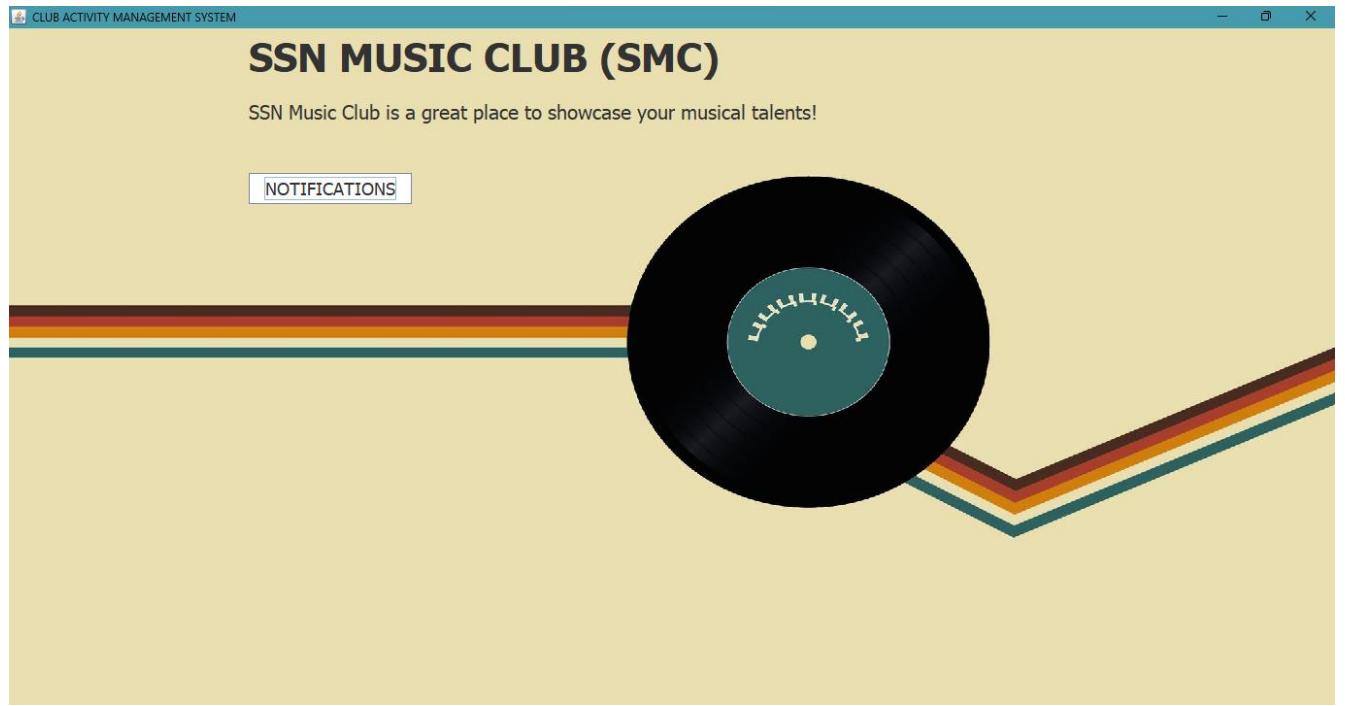 CLUB ACTIVITY MANAGEMENT SYSTEM
SSN MUSIC CLUB (SMC)
SSN Music Club is a great place to showcase your musical talents!
NOTIFICATIONS